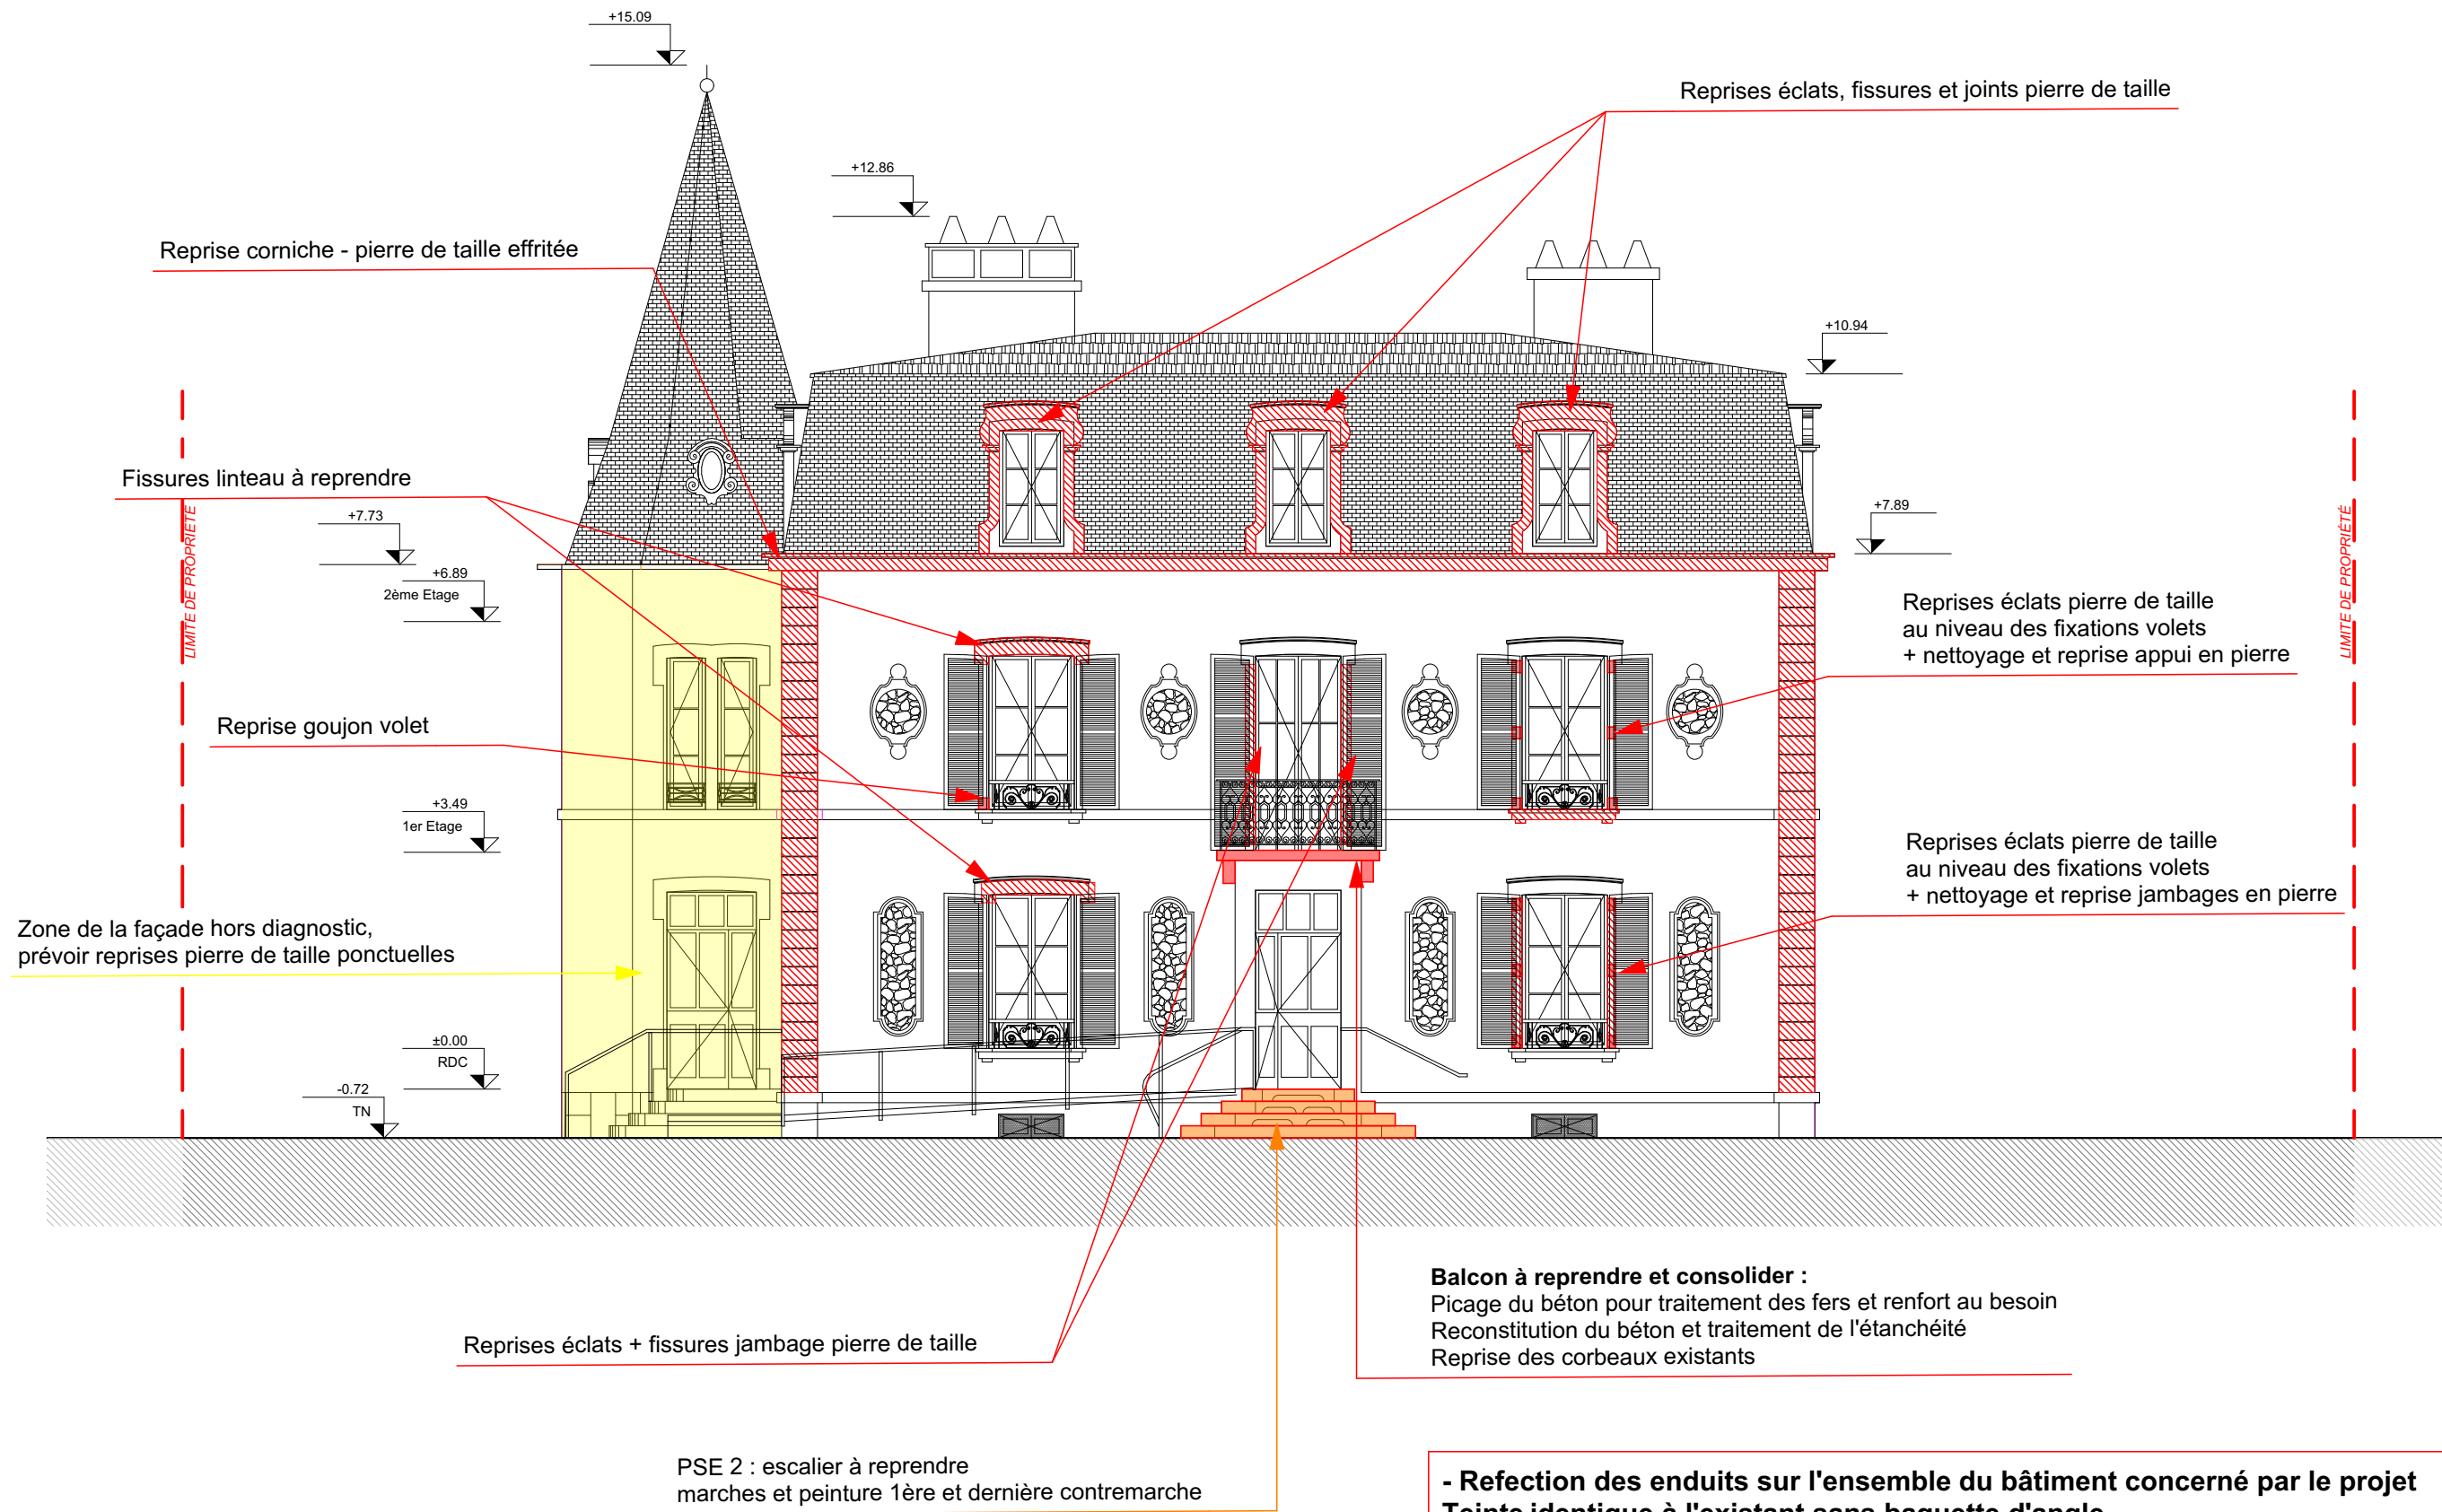 +15.09
Reprises éclats, fissures et joints pierre de taille
+12.86
Reprise corniche - pierre de taille effritée
+10.94
Fissures linteau à reprendre
LIMITE DE PROPRIÉTÉ
+7.73
+7.89
LIMITE DE PROPRIÉTÉ
+6.89
2ème Etage
Reprises éclats pierre de taille
au niveau des fixations volets
+ nettoyage et reprise appui en pierre
Reprise goujon volet
+3.49
1er Etage
Reprises éclats pierre de taille
au niveau des fixations volets
+ nettoyage et reprise jambages en pierre
Zone de la façade hors diagnostic,
prévoir reprises pierre de taille ponctuelles
±0.00
RDC
-0.72
TN
Balcon à reprendre et consolider :
Picage du béton pour traitement des fers et renfort au besoin
Reconstitution du béton et traitement de l'étanchéité
Reprise des corbeaux existants
Reprises éclats + fissures jambage pierre de taille
PSE 2 : escalier à reprendre
marches et peinture 1ère et dernière contremarche
- Refection des enduits sur l'ensemble du bâtiment concerné par le projet
Teinte identique à l'existant sans baguette d'angle